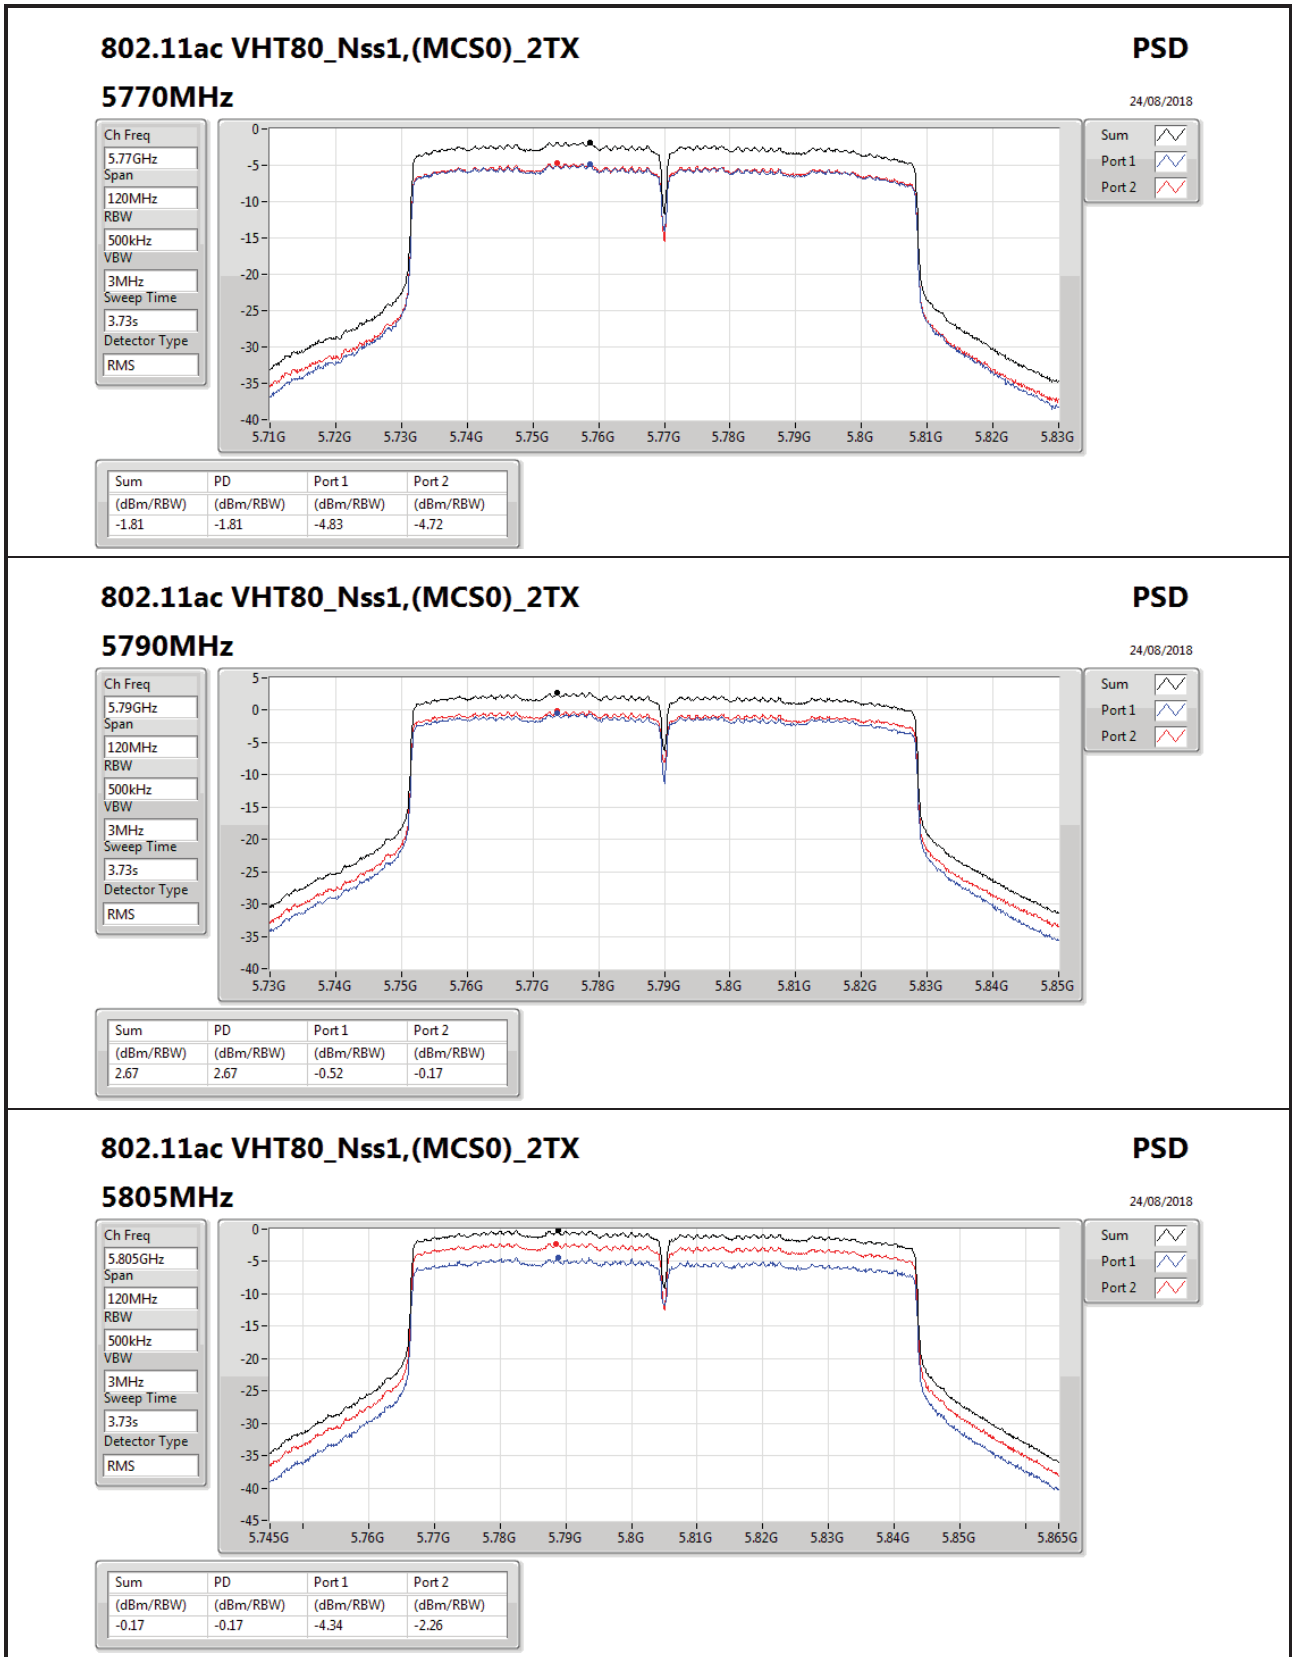 802.11ac VHT80_Nss1,(MCS0)_2TX PSD
5770MHz 24/08/2018
Ch Freq
5.77GHz
Span
120MHz
RBW
500kHz
VBW
3MHz
Sweep Time
3.73s
Detector Type
RMS
0
-5
-10
-15
-20
-25
-30
-35
-40
5.71G 5.72G 5.73G 5.74G 5.75G 5.76G 5.77G 5.78G 5.79G 5.8G 5.81G 5.82G 5.83G
Sum
Port 1
Port 2
Sum PD Port 1 Port 2
(dBm/RBW) (dBm/RBW) (dBm/RBW) (dBm/RBW)
-1.81 -1.81 -4.83 -4.72
802.11ac VHT80_Nss1,(MCS0)_2TX PSD
5790MHz 24/08/2018
Ch Freq
5.79GHz
Span
120MHz
RBW
500kHz
VBW
3MHz
Sweep Time
3.73s
Detector Type
RMS
5
0
-5
-10
-15
-20
-25
-30
-35
-40
5.73G 5.74G 5.75G 5.76G 5.77G 5.78G 5.79G 5.8G 5.81G 5.82G 5.83G 5.84G 5.85G
Sum
Port 1
Port 2
Sum PD Port 1 Port 2
(dBm/RBW) (dBm/RBW) (dBm/RBW) (dBm/RBW)
2.67 2.67 -0.52 -0.17
802.11ac VHT80_Nss1,(MCS0)_2TX PSD
5805MHz 24/08/2018
Ch Freq
5.805GHz
Span
120MHz
RBW
500kHz
VBW
3MHz
Sweep Time
3.73s
Detector Type
RMS
0
-5
-10
-15
-20
-25
-30
-35
-40
-45
5.745G 5.76G 5.77G 5.78G 5.79G 5.8G 5.81G 5.82G 5.83G 5.84G 5.85G 5.865G
Sum
Port 1
Port 2
Sum PD Port 1 Port 2
(dBm/RBW) (dBm/RBW) (dBm/RBW) (dBm/RBW)
-0.17 -0.17 -4.34 -2.26